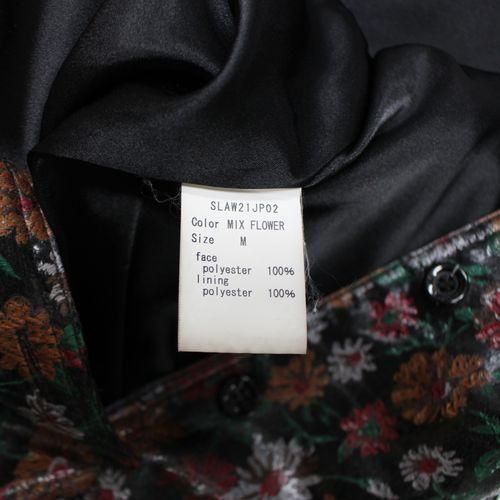 SLAW21JP02
Color MIX FLOWER
Size M
face
polyester 100%
lining
polyester 100%